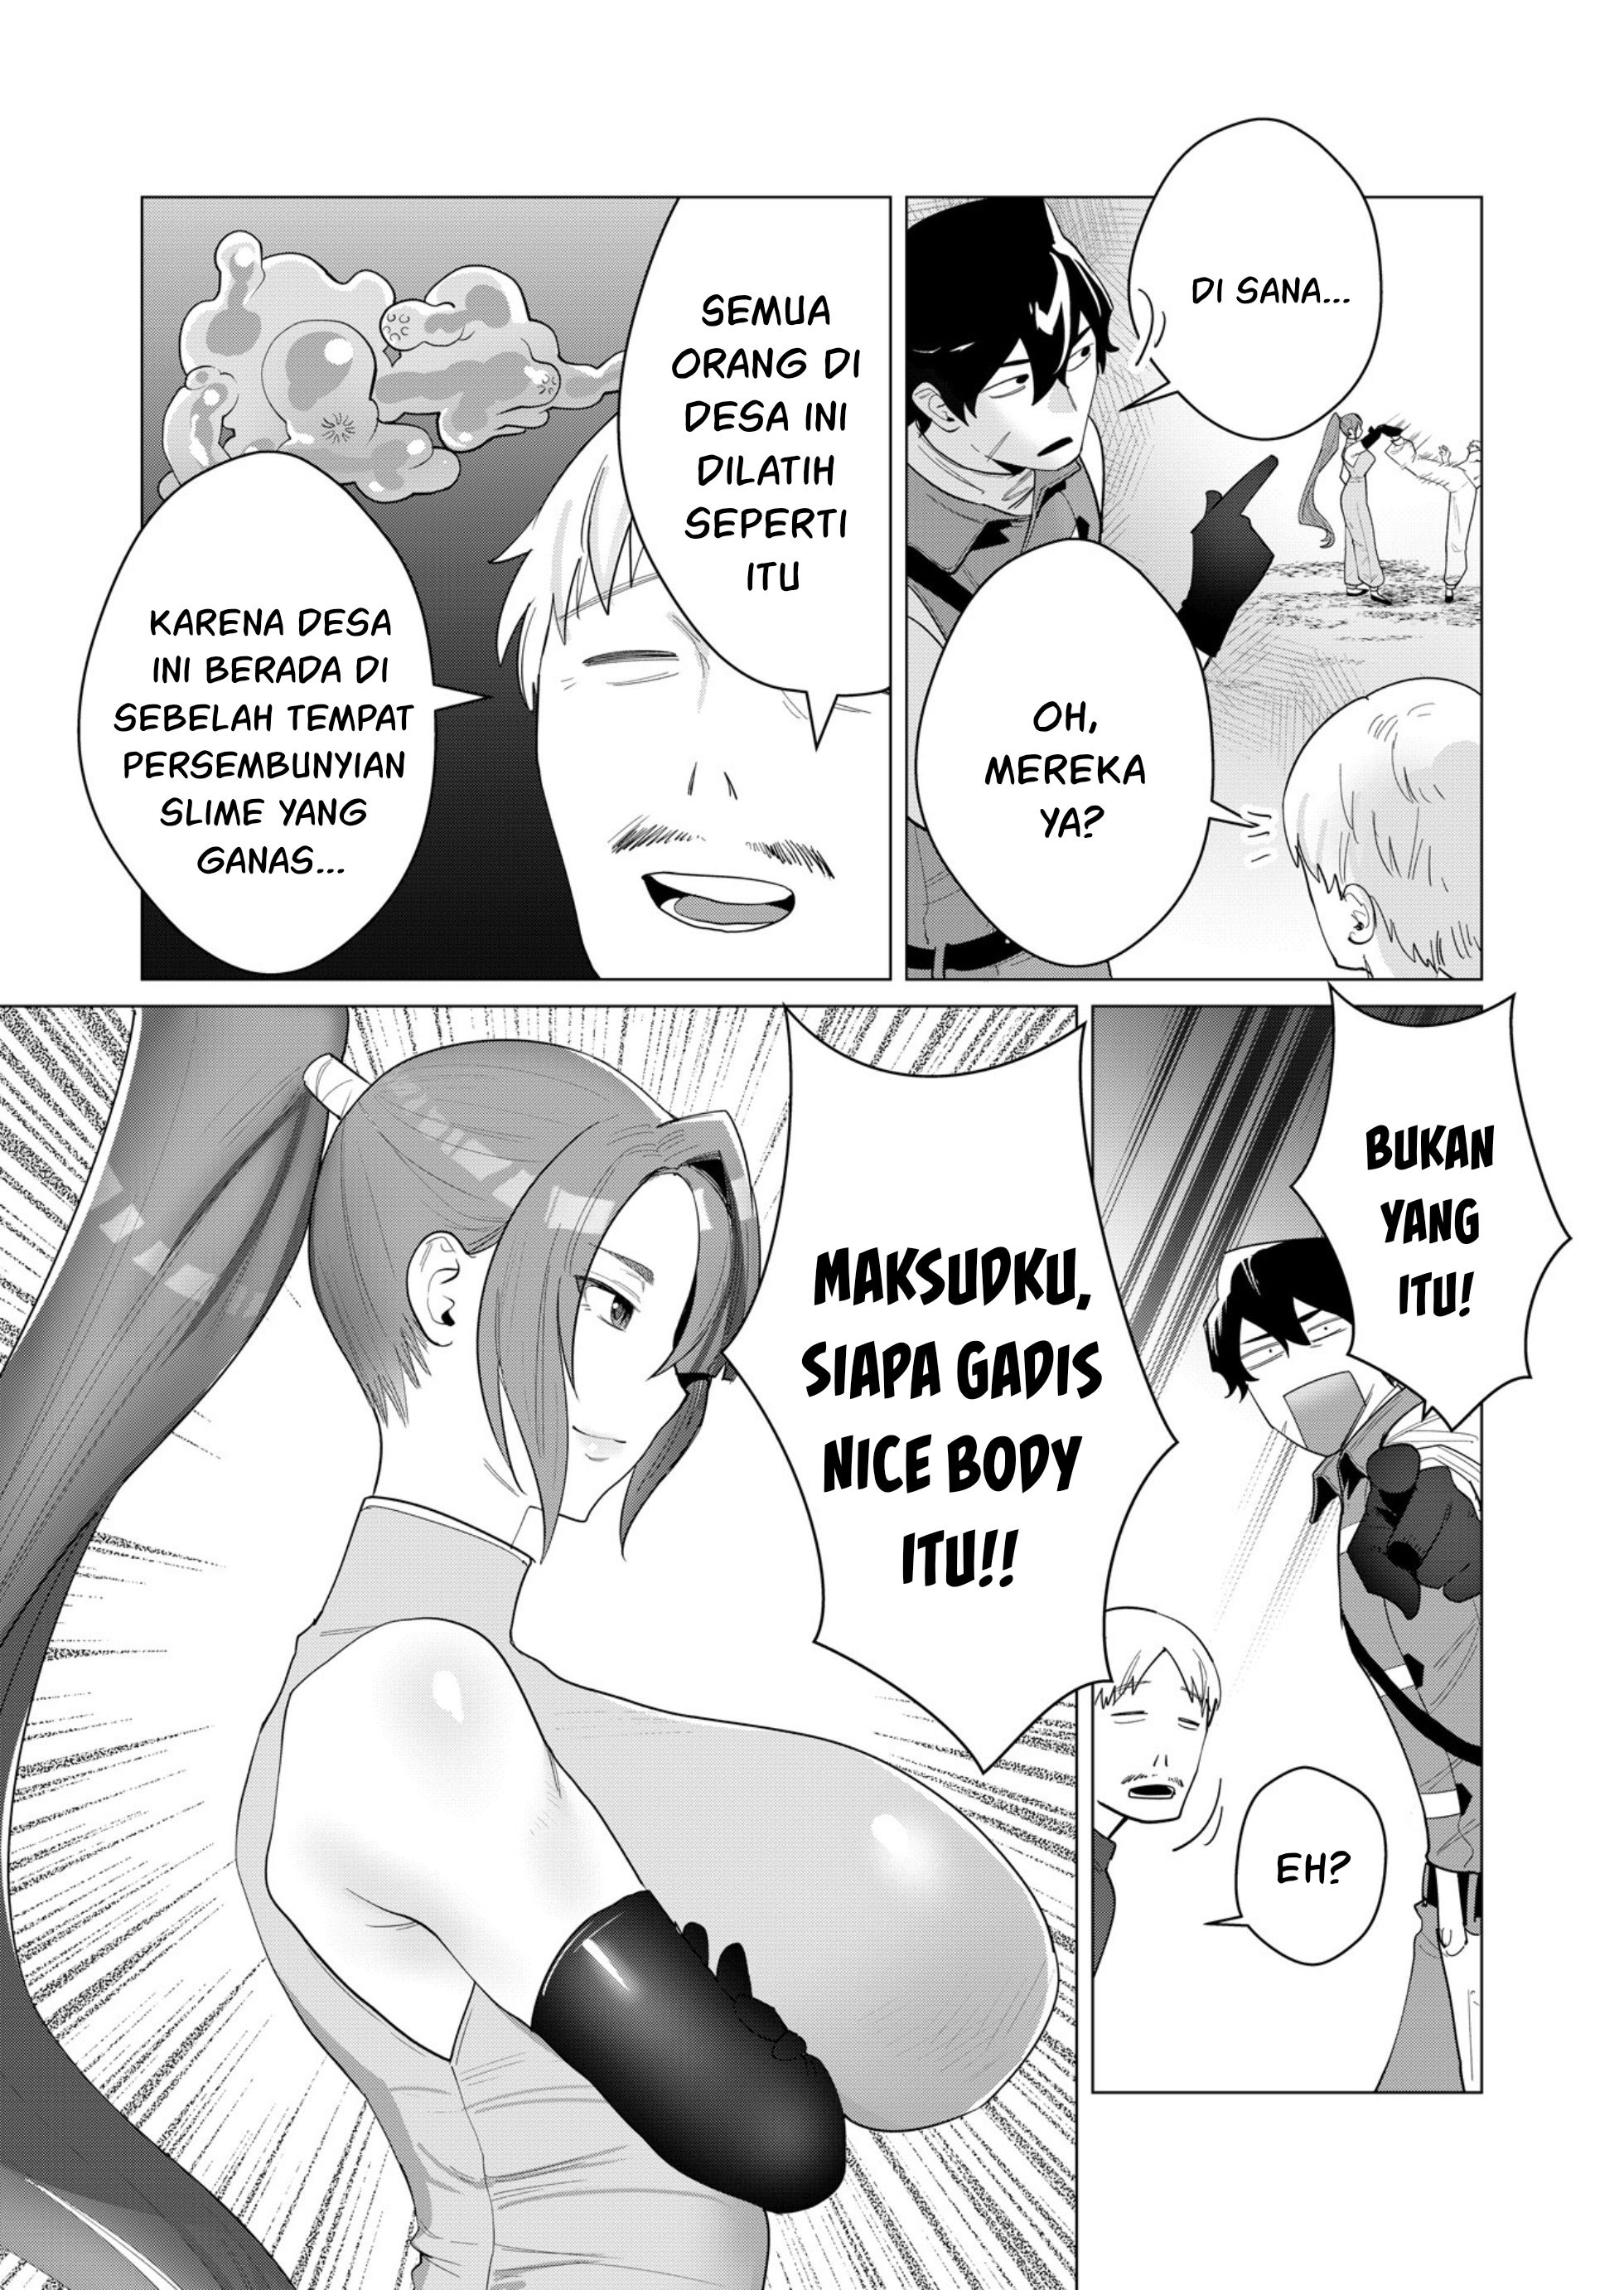 DI SANA...
OH,
MEREKA
YA?
SEMUA
ORANG DI
DESA INI
DILATIH
SEPERTI
ITU
KARENA DESA
INI BERADA DI
SEBELAH TEMPAT
PERSEMBUNYIAN
SLIME YANG
GANAS...
BUKAN
YANG
ITU!
EH?
MAKSUDKU,
SIAPA GADIS
NICE BODY
ITU!!